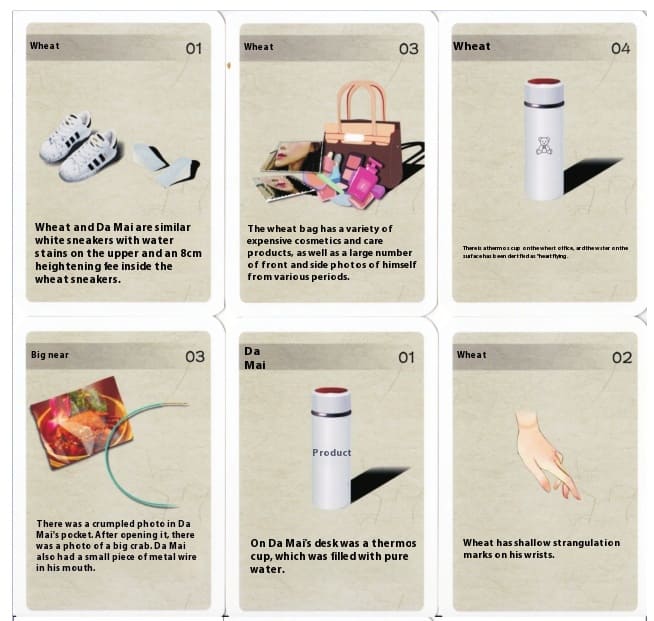 Wheat
01
Wheat and Da Mai are similar
white sneakers with water
stains on the upper and an 8cm
heightening fee inside the
wheat sneakers.
Wheat
03
The wheat bag has a variety of
expensive cosmetics and care
products, as well as a large number
of front and side photos of himself
from various periods.
Wheat
04
There is a thermos cup on the wheat office, and the water on the
surface has been dertified as "heart flying.
Big near
03
There was a crumpled photo in Da
Mai's pocket. After opening it, there
was a photo of a big crab. Da Mai
also had a small piece of metal wire
in his mouth.
Da
Mai
01
Product
On Da Mai's desk was a thermos
cup, which was filled with pure
water.
Wheat
02
Wheat has shallow strangulation
marks on his wrists.